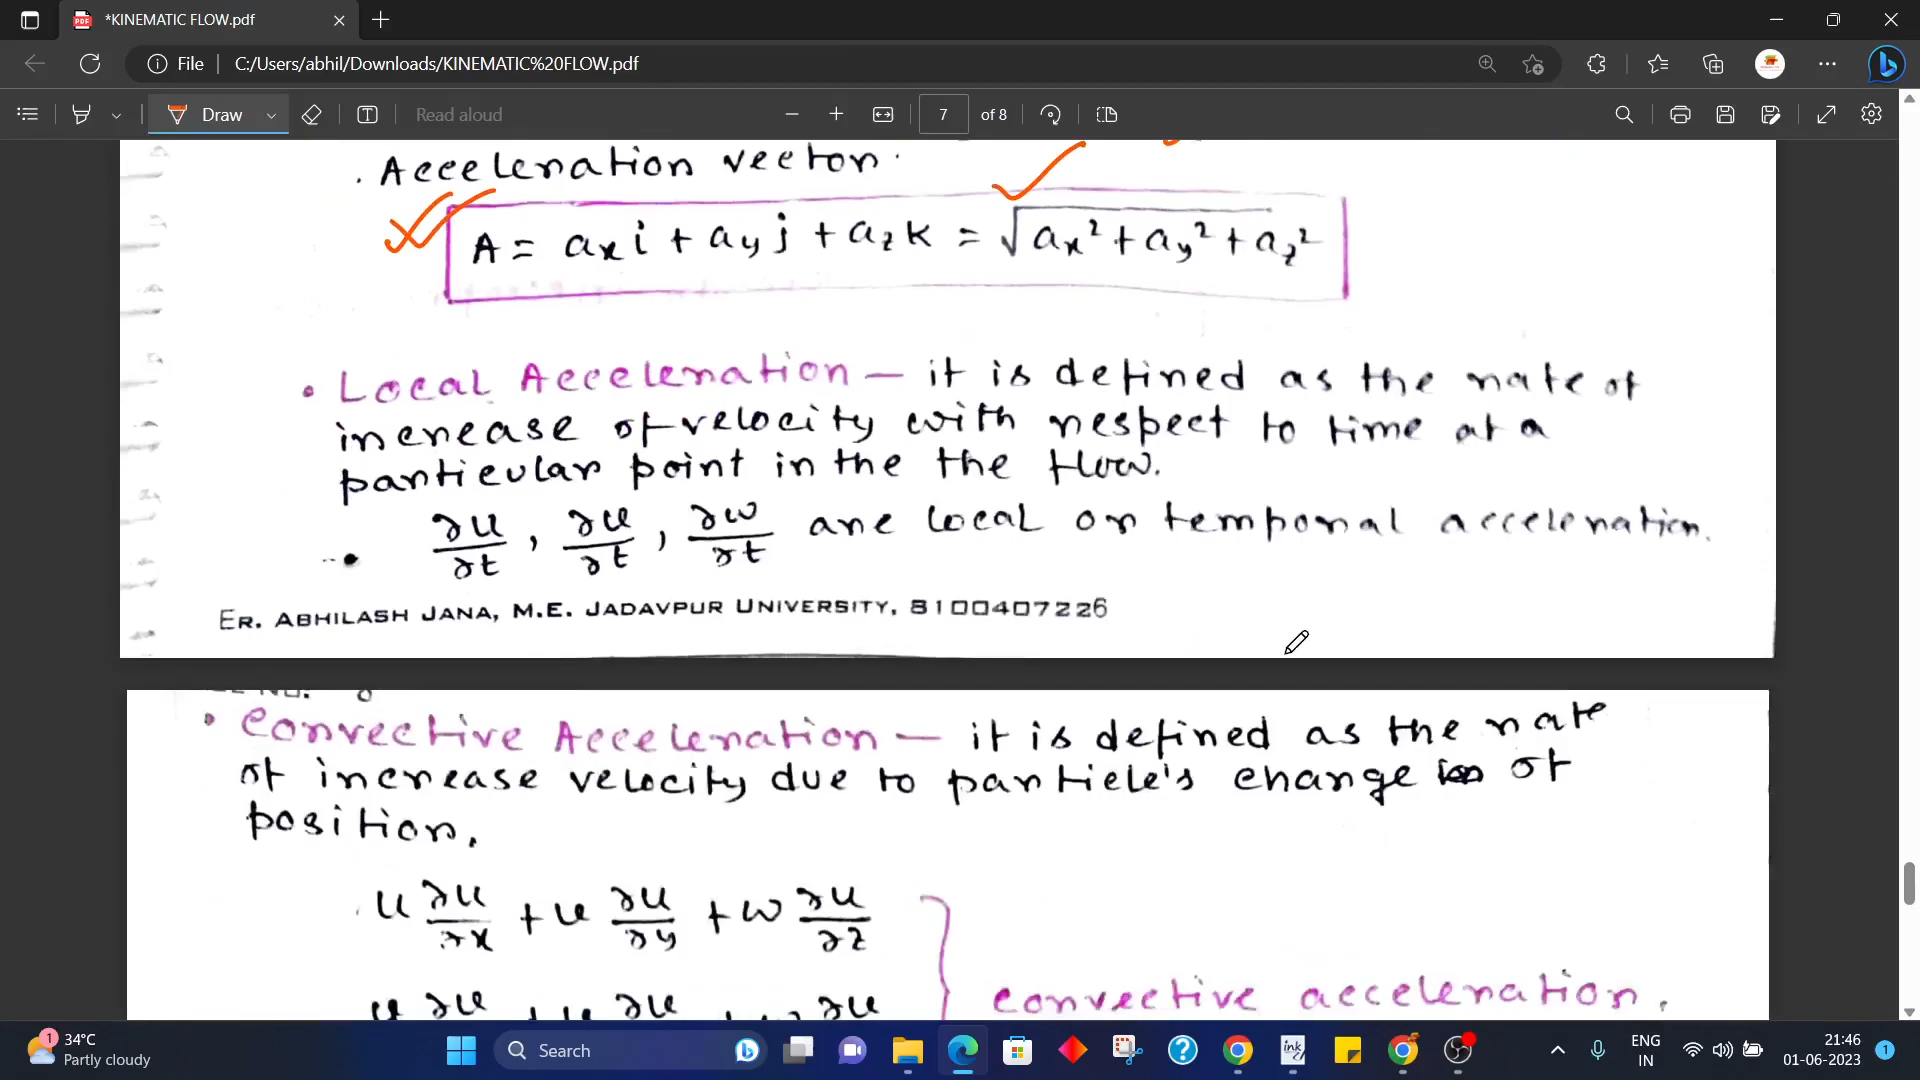 *KINEMATIC FLOW.pdf
File C:/Users/abhil/Downloads/KINEMATIC%20FLOW.pdf
Draw Read aloud 7 of 8
Acceleration vector.
A = axi + ayj + azk = √ax² + ay² + az²
• Local Acceleration — it is defined as the rate of
increase of velocity with respect to time at a
particular point in the the flow.
∂u/∂t , ∂u/∂t , ∂w/∂t are local or temporal acceleration.
ER. ABHILASH JANA, M.E. JADAVPUR UNIVERSITY, 8100407226
• Convective Acceleration — it is defined as the rate
of increase velocity due to particle's change of
position.
u ∂u/∂x + u ∂u/∂y + w ∂u/∂z
convective acceleration.
34°C
Partly cloudy
Search
ENG
IN
21:46
01-06-2023
1